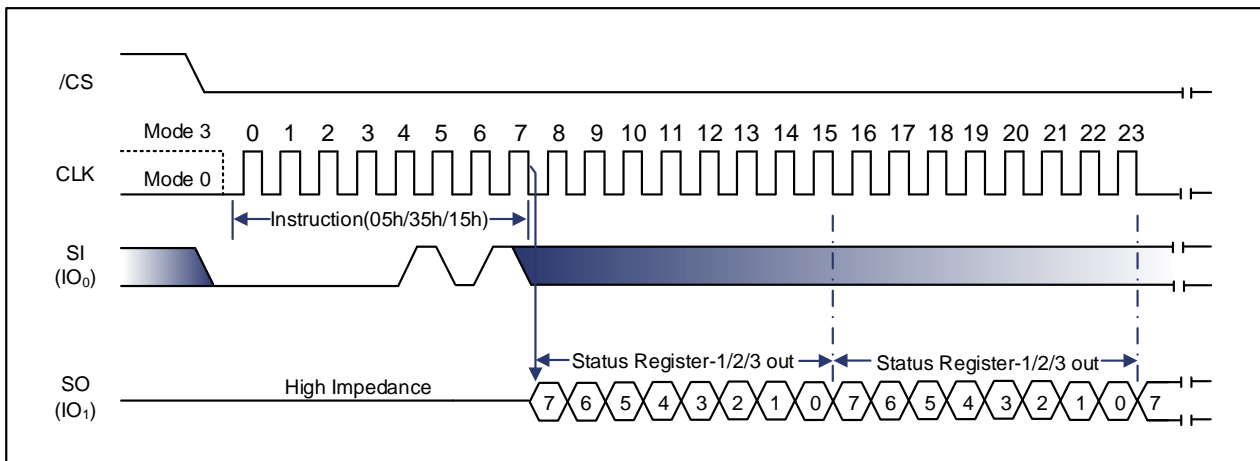 /CS
Mode 3
0 1 2 3 4 5 6 7 8 9 10 11 12 13 14 15 16 17 18 19 20 21 22 23
CLK
Mode 0
Instruction(05h/35h/15h)
SI
(IO₀)
Status Register-1/2/3 out Status Register-1/2/3 out
SO
High Impedance
(IO₁)
7 6 5 4 3 2 1 0 7 6 5 4 3 2 1 0 7